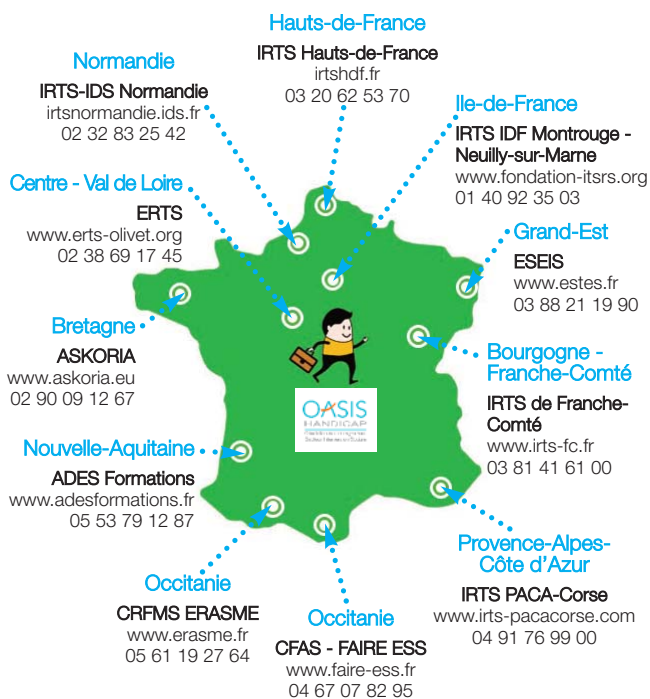 Hauts-de-France
IRTS Hauts-de-France
irtshdf.fr
03 20 62 53 70
Normandie
IRTS-IDS Normandie
irtsnormandie.ids.fr
02 32 83 25 42
Ile-de-France
IRTS IDF Montrouge -
Neuilly-sur-Marne
www.fondation-itsrs.org
01 40 92 35 03
Centre - Val de Loire
ERTS
www.erts-olivet.org
02 38 69 17 45
Grand-Est
ESEIS
www.estes.fr
03 88 21 19 90
Bretagne
ASKORIA
www.askoria.eu
02 90 09 12 67
Bourgogne -
Franche-Comté
IRTS de Franche-
Comté
www.irts-fc.fr
03 81 41 61 00
OASIS
HANDICAP
Nouvelle-Aquitaine
ADES Formations
www.adesformations.fr
05 53 79 12 87
Provence-Alpes-
Côte d'Azur
IRTS PACA-Corse
www.irts-pacacorse.com
04 91 76 99 00
Occitanie
CRFMS ERASME
www.erasme.fr
05 61 19 27 64
Occitanie
CFAS - FAIRE ESS
www.faire-ess.fr
04 67 07 82 95